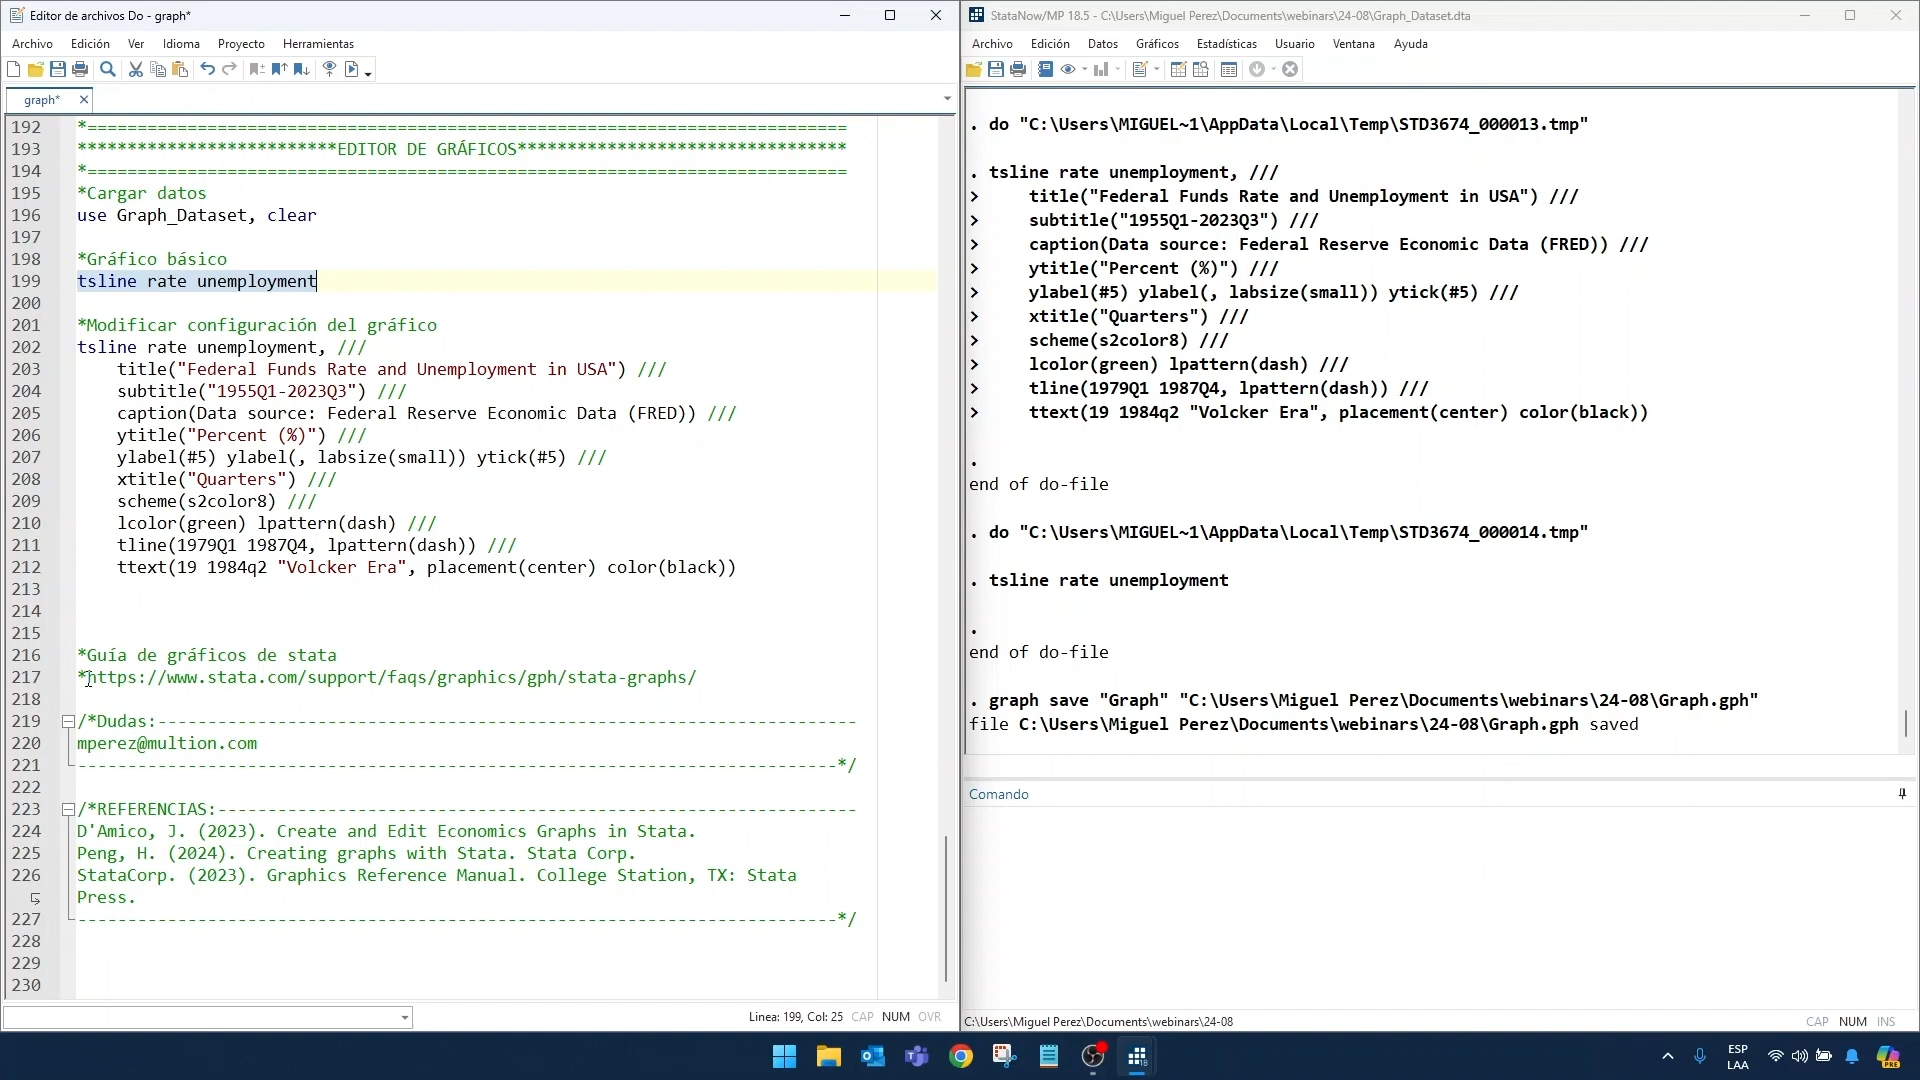 Editor de archivos Do - graph*
Archivo Edición Ver Idioma Proyecto Herramientas
graph*
192 *============================================================================
193 **************************EDITOR DE GRÁFICOS*********************************
194 *============================================================================
195 *Cargar datos
196 use Graph_Dataset, clear
197
198 *Gráfico básico
199 tsline rate unemployment
200
201 *Modificar configuración del gráfico
202 tsline rate unemployment, ///
203 title("Federal Funds Rate and Unemployment in USA") ///
204 subtitle("1955Q1-2023Q3") ///
205 caption(Data source: Federal Reserve Economic Data (FRED)) ///
206 ytitle("Percent (%)") ///
207 ylabel(#5) ylabel(, labsize(small)) ytick(#5) ///
208 xtitle("Quarters") ///
209 scheme(s2color8) ///
210 lcolor(green) lpattern(dash) ///
211 tline(1979Q1 1987Q4, lpattern(dash)) ///
212 ttext(19 1984q2 "Volcker Era", placement(center) color(black))
213
214
215
216 *Guía de gráficos de stata
217 *https://www.stata.com/support/faqs/graphics/gph/stata-graphs/
218
219 /*Dudas:----------------------------------------------------------------------
220 mperez@multion.com
221 ----------------------------------------------------------------------------*/
222
223 /*REFERENCIAS:----------------------------------------------------------------
224 D'Amico, J. (2023). Create and Edit Economics Graphs in Stata.
225 Peng, H. (2024). Creating graphs with Stata. Stata Corp.
226 StataCorp. (2023). Graphics Reference Manual. College Station, TX: Stata
Press.
227 ----------------------------------------------------------------------------*/
228
229
230
Linea: 199, Col: 25 CAP NUM OVR
StataNow/MP 18.5 - C:\Users\Miguel Perez\Documents\webinars\24-08\Graph_Dataset.dta
Archivo Edición Datos Gráficos Estadísticas Usuario Ventana Ayuda
. do "C:\Users\MIGUEL~1\AppData\Local\Temp\STD3674_000013.tmp"
. tsline rate unemployment, ///
> title("Federal Funds Rate and Unemployment in USA") ///
> subtitle("1955Q1-2023Q3") ///
> caption(Data source: Federal Reserve Economic Data (FRED)) ///
> ytitle("Percent (%)") ///
> ylabel(#5) ylabel(, labsize(small)) ytick(#5) ///
> xtitle("Quarters") ///
> scheme(s2color8) ///
> lcolor(green) lpattern(dash) ///
> tline(1979Q1 1987Q4, lpattern(dash)) ///
> ttext(19 1984q2 "Volcker Era", placement(center) color(black))
.
end of do-file
. do "C:\Users\MIGUEL~1\AppData\Local\Temp\STD3674_000014.tmp"
. tsline rate unemployment
.
end of do-file
. graph save "Graph" "C:\Users\Miguel Perez\Documents\webinars\24-08\Graph.gph"
file C:\Users\Miguel Perez\Documents\webinars\24-08\Graph.gph saved
Comando
C:\Users\Miguel Perez\Documents\webinars\24-08
CAP NUM INS
ESP
LAA